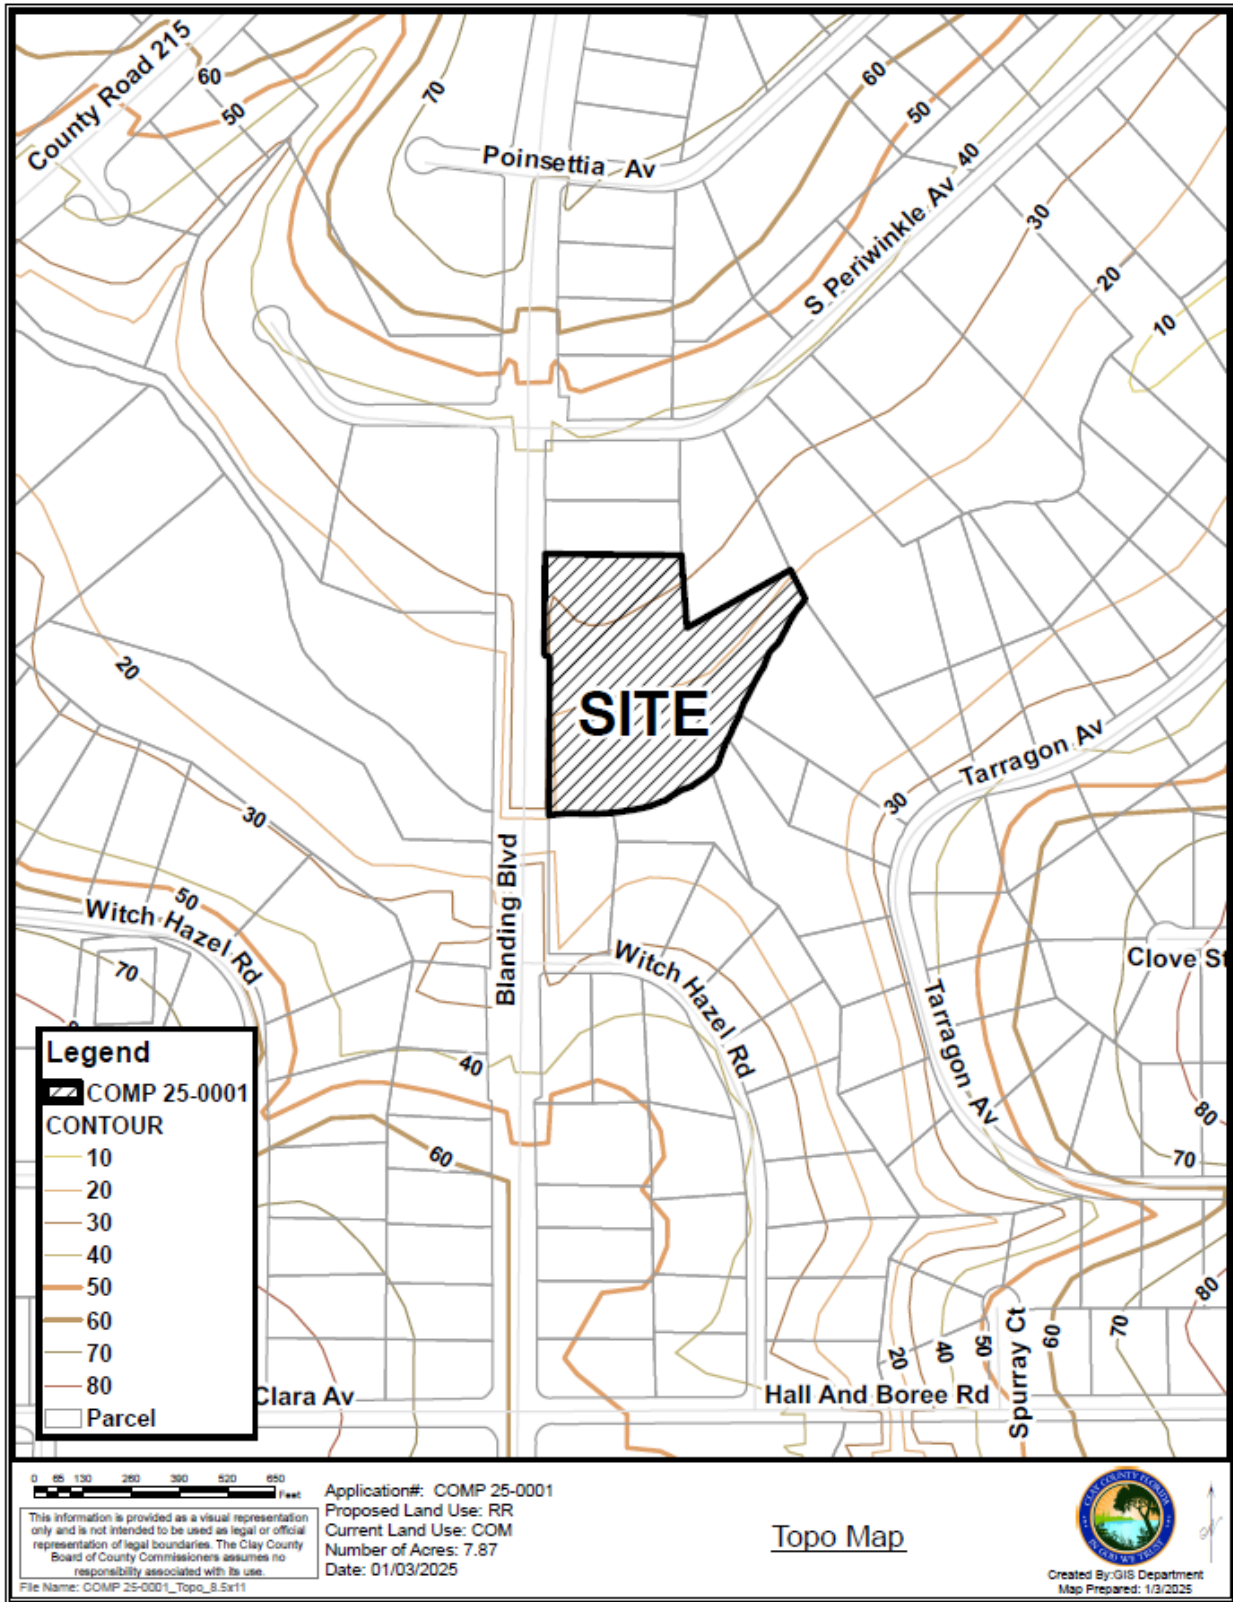 County Road 215
60
50
70
Poinsettia Av
60
50
40
S Periwinkle Av
30
20
10
20
SITE
Tarragon Av
30
30
Blanding Blvd
50
Witch Hazel Rd
70
Witch Hazel Rd
Clove St
Tarragon Av
40
80
70
60
80
Clara Av
Hall And Boree Rd
20
40
50
Spurray Ct
60
70
Legend
COMP 25-0001
CONTOUR
10
20
30
40
50
60
70
80
Parcel
0 65 130 260 390 520 650
Feet
This information is provided as a visual representation
only and is not intended to be used as legal or official
representation of legal boundaries. The Clay County
Board of County Commissioners assumes no
responsibility associated with its use.
File Name: COMP 25-0001_Topo_8.5x11
Application#: COMP 25-0001
Proposed Land Use: RR
Current Land Use: COM
Number of Acres: 7.87
Date: 01/03/2025
Topo Map
CLAY COUNTY FLORIDA
IN GOD WE TRUST
Created By:GIS Department
Map Prepared: 1/3/2025